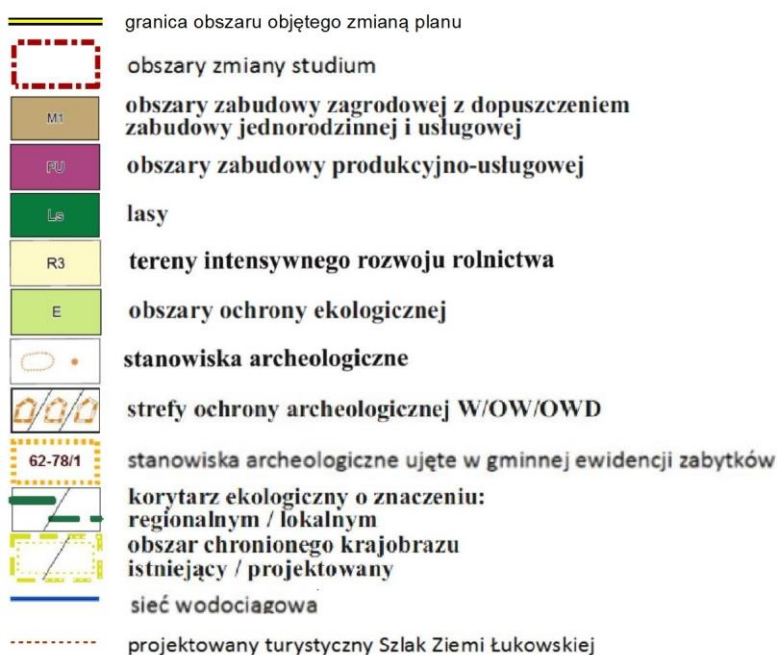 granica obszaru objętego zmianą planu
obszary zmiany studium
M1
obszary zabudowy zagrodowej z dopuszczeniem
zabudowy jednorodzinnej i usługowej
PU
obszary zabudowy produkcyjno-usługowej
Ls
lasy
R3
tereny intensywnego rozwoju rolnictwa
E
obszary ochrony ekologicznej
stanowiska archeologiczne
strefy ochrony archeologicznej W/OW/OWD
62-78/1
stanowiska archeologiczne ujęte w gminnej ewidencji zabytków
korytarz ekologiczny o znaczeniu:
regionalnym / lokalnym
obszar chronionego krajobrazu
istniejący / projektowany
sieć wodociągowa
projektowany turystyczny Szlak Ziemi Łukowskiej